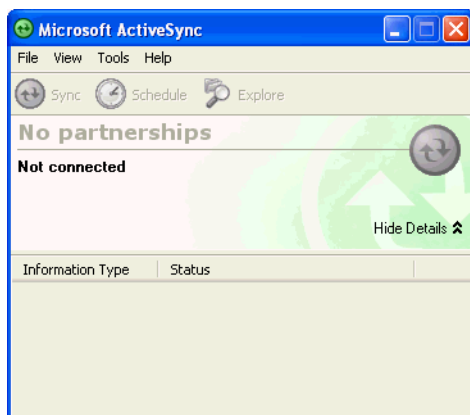 Microsoft ActiveSync
File View Tools Help
Sync Schedule Explore
No partnerships
Not connected
Hide Details
Information Type Status